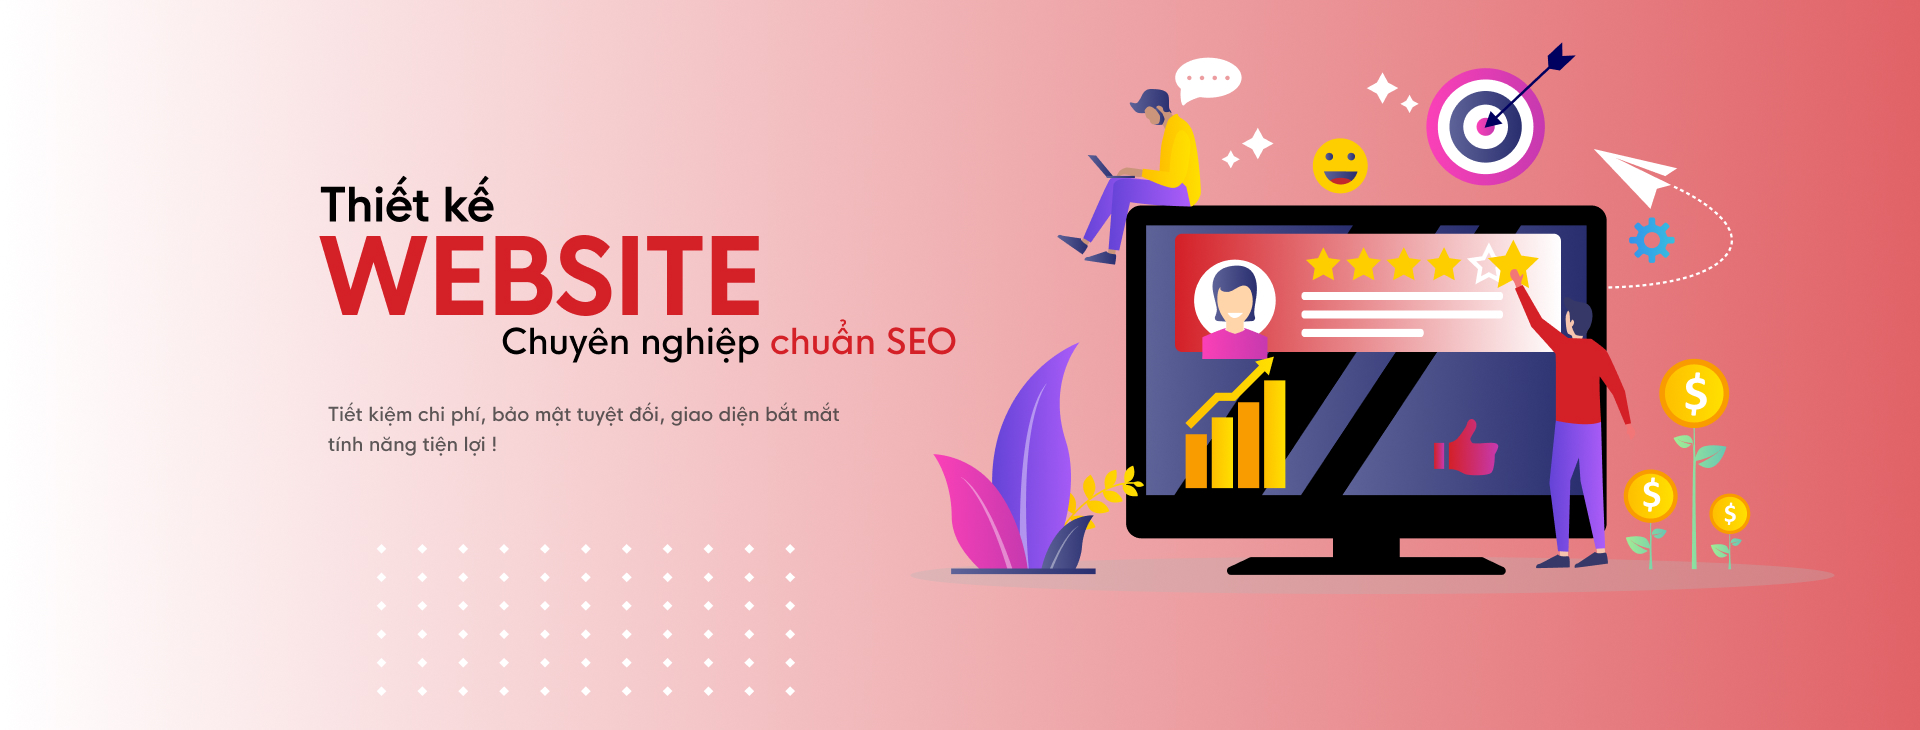 Thiết kế
WEBSITE
Chuyên nghiệp chuẩn SEO
Tiết kiệm chi phí, bảo mật tuyệt đối, giao diện bắt mắt
tính năng tiện lợi !
$
$
$